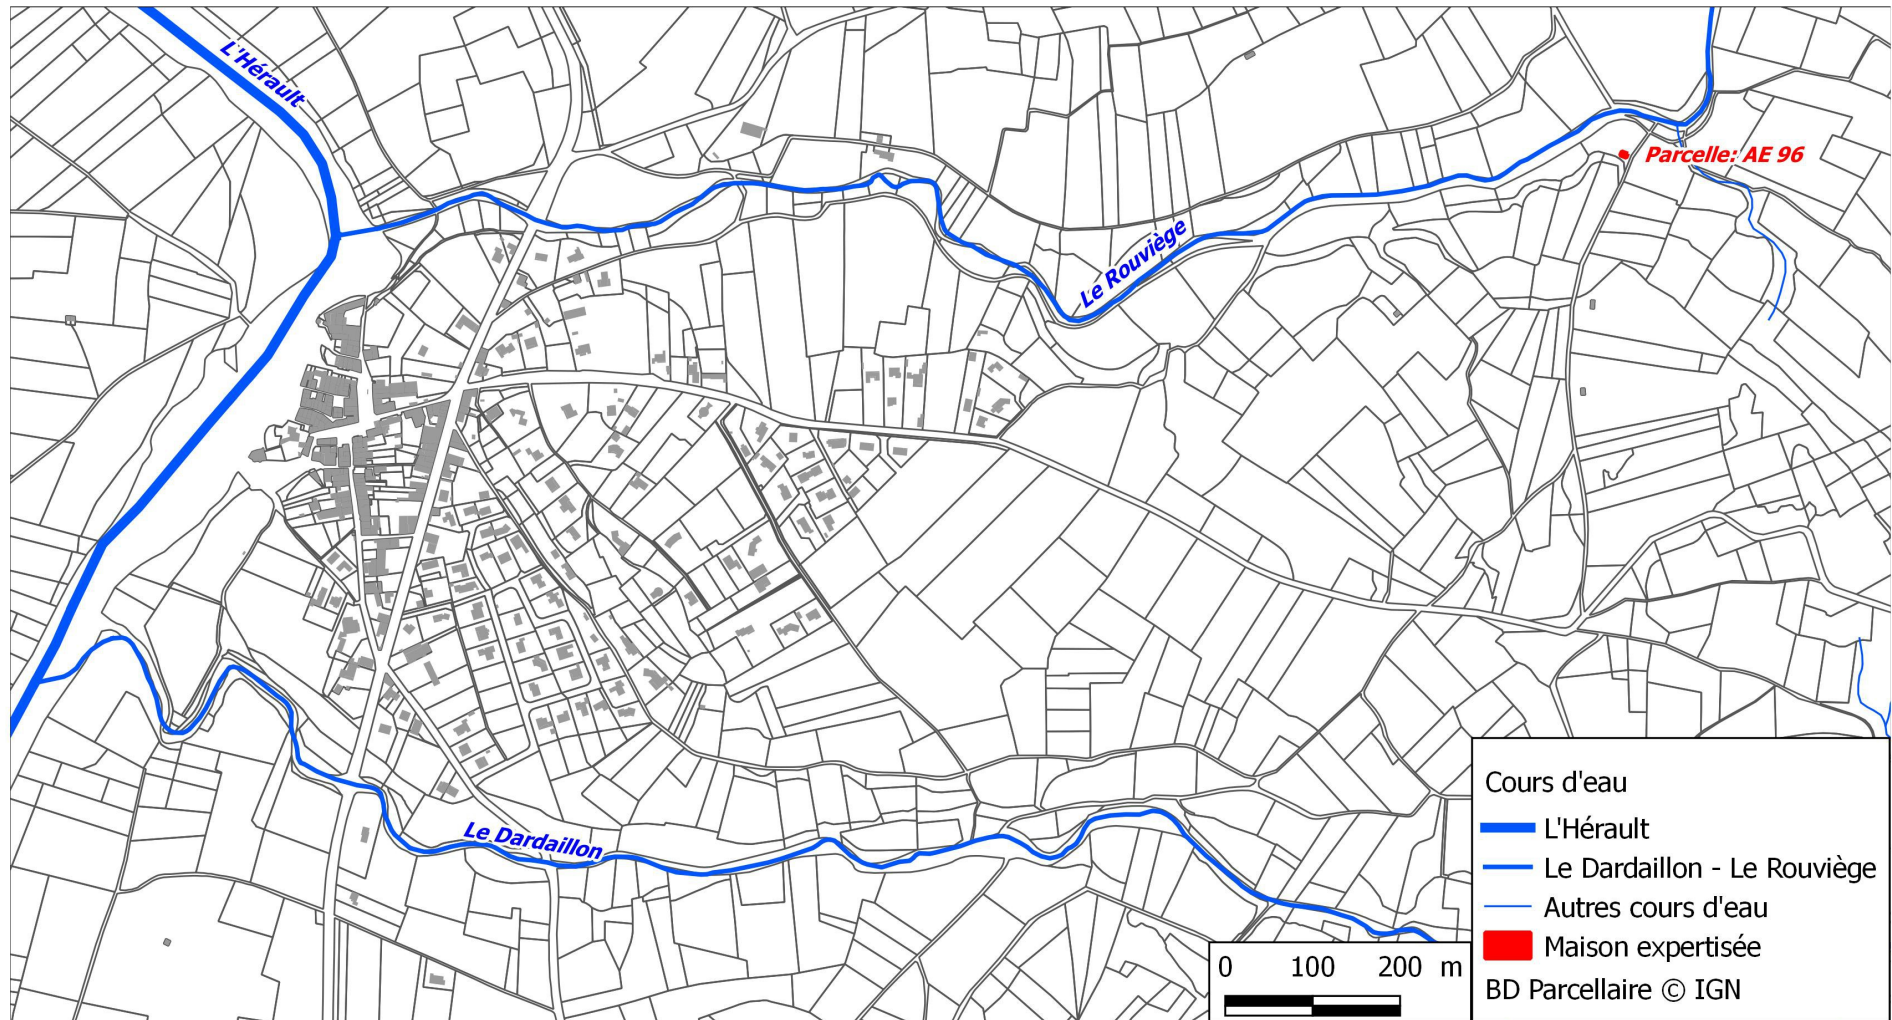 L'Hérault
Parcelle: AE 96
Le Rouviège
Le Dardaillon
Cours d'eau
L'Hérault
Le Dardaillon - Le Rouviège
Autres cours d'eau
Maison expertisée
BD Parcellaire © IGN
0 100 200 m